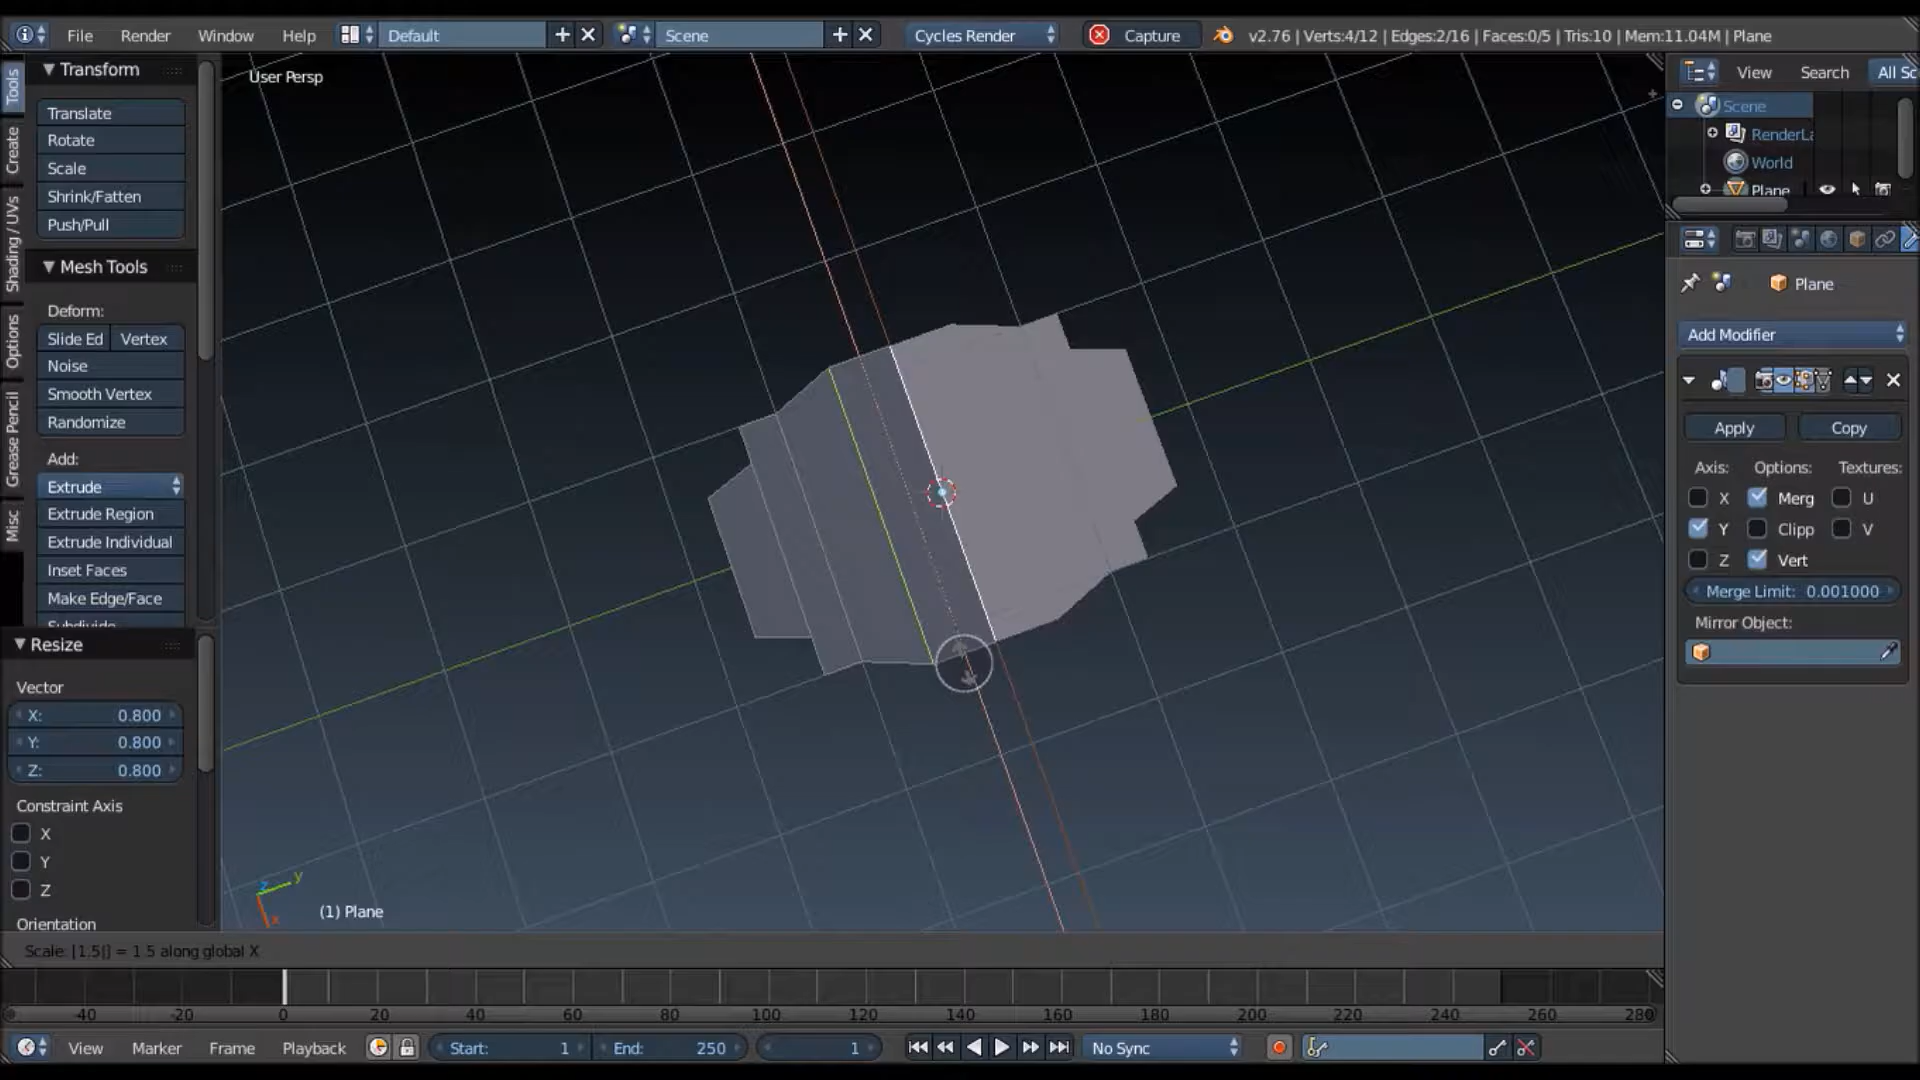 File Render Window Help Default Scene Cycles Render Capture v2.76 | Verts:4/12 | Edges:2/16 | Faces:0/5 | Tris:10 | Mem:11.04M | Plane
Tools
Create
Shading / UVs
Options
Grease Pencil
Misc
Transform
Translate
Rotate
Scale
Shrink/Fatten
Push/Pull
Mesh Tools
Deform:
Slide Ed Vertex
Noise
Smooth Vertex
Randomize
Add:
Extrude
Extrude Region
Extrude Individual
Inset Faces
Make Edge/Face
Subdivide
Resize
Vector
X: 0.800
Y: 0.800
Z: 0.800
Constraint Axis
X
Y
Z
Orientation
User Persp
z y
x
(1) Plane
Scale: [1.5|] = 1.5 along global X
View Search All Sc
Scene
RenderLa
World
Plane
Plane
Add Modifier
Apply Copy
Axis: Options: Textures:
X Merg U
Y Clipp V
Z Vert
Merge Limit: 0.001000
Mirror Object:
-40 -20 0 20 40 60 80 100 120 140 160 180 200 220 240 260 280
View Marker Frame Playback Start: 1 End: 250 1 No Sync